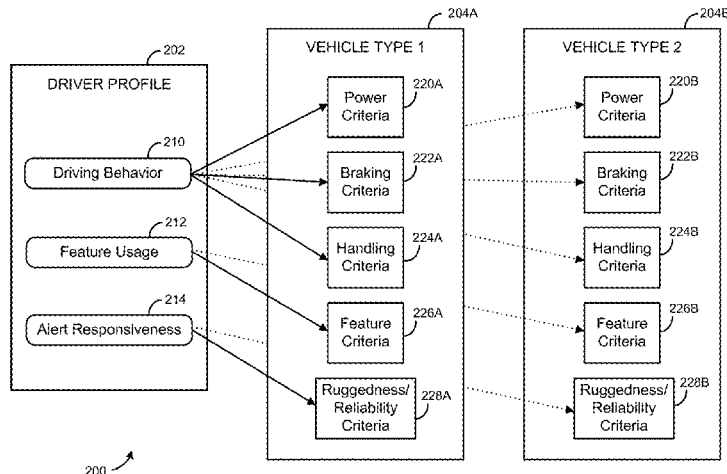 202
DRIVER PROFILE
210
Driving Behavior
212
Feature Usage
214
Alert Responsiveness
200
204A
VEHICLE TYPE 1
220A
Power
Criteria
222A
Braking
Criteria
224A
Handling
Criteria
226A
Feature
Criteria
Ruggedness/
Reliability
Criteria
228A
204B
VEHICLE TYPE 2
220B
Power
Criteria
222B
Braking
Criteria
224B
Handling
Criteria
226B
Feature
Criteria
228B
Ruggedness/
Reliability
Criteria